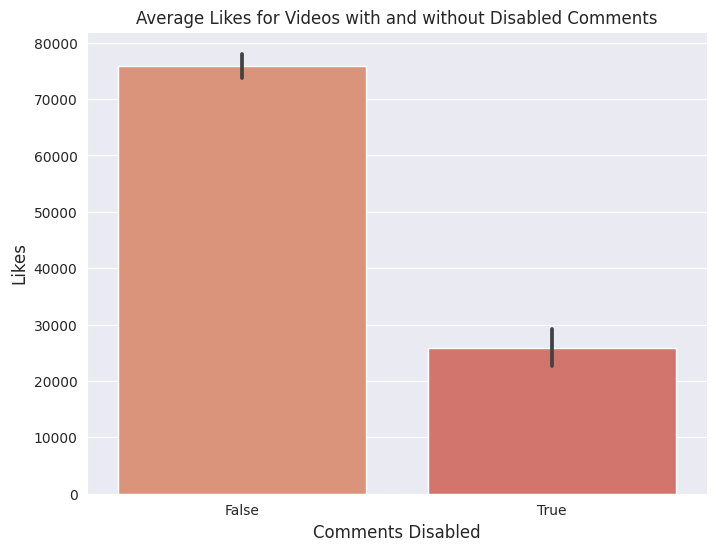 Average Likes for Videos with and without Disabled Comments
80000
70000
60000
50000
40000
30000
20000
10000
0
Likes
False True
Comments Disabled